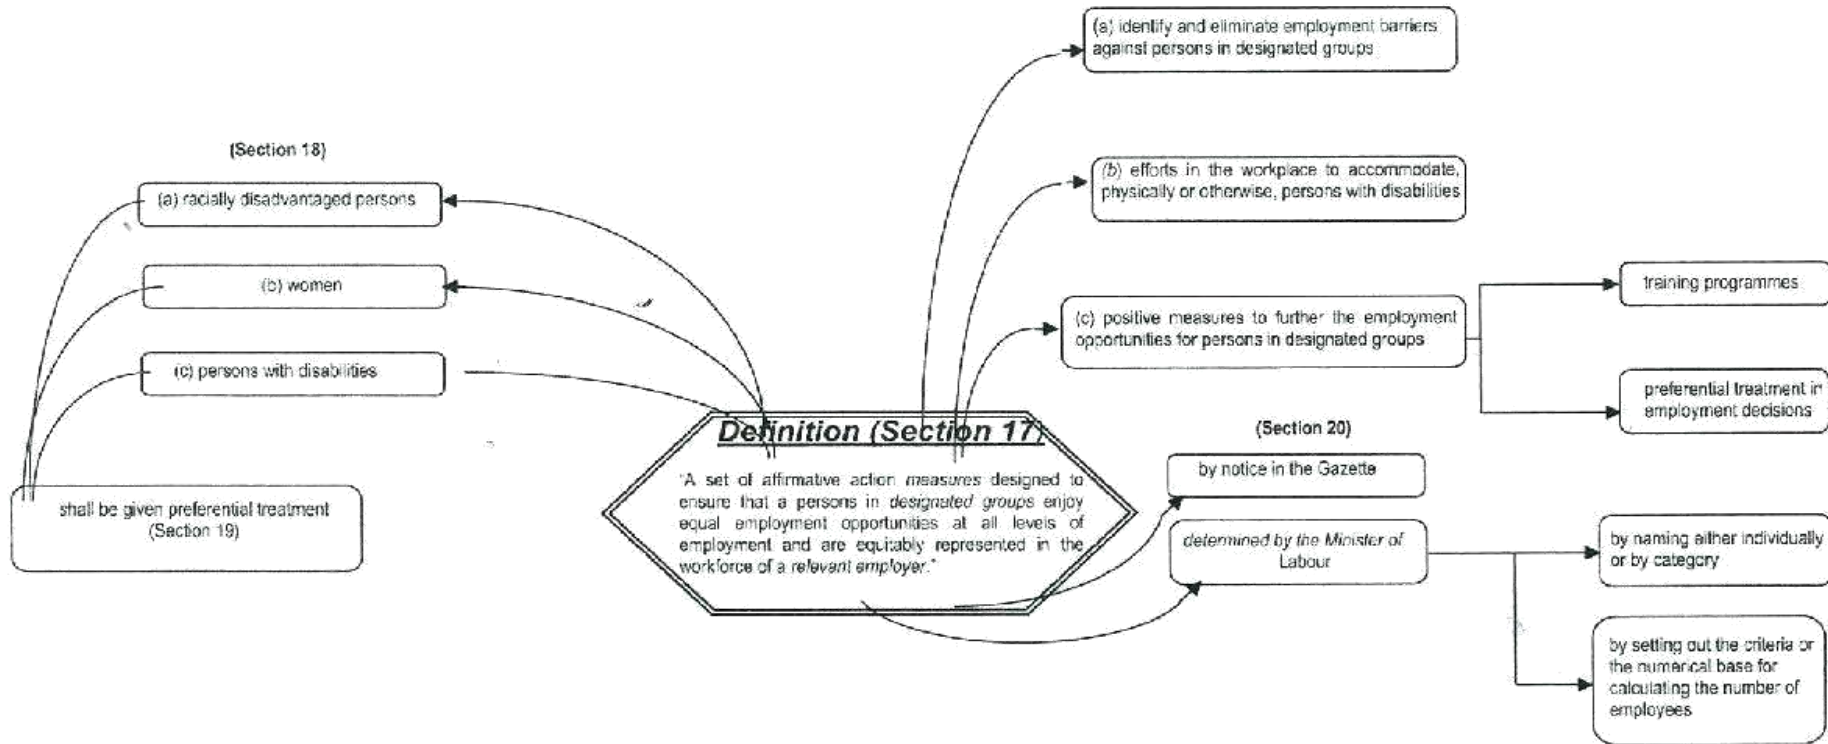 (Section 18)
(a) racially disadvantaged persons
(b) women
(c) persons with disabilities
shall be given preferential treatment
(Section 19)
Definition (Section 17)
"A set of affirmative action measures designed to
ensure that a persons in designated groups enjoy
equal employment opportunities at all levels of
employment and are equitably represented in the
workforce of a relevant employer."
(a) identify and eliminate employment barriers
against persons in designated groups
(b) efforts in the workplace to accommodate,
physically or otherwise, persons with disabilities
(c) positive measures to further the employment
opportunities for persons in designated groups
training programmes
preferential treatment in
employment decisions
(Section 20)
by notice in the Gazette
determined by the Minister of
Labour
by naming either individually
or by category
by setting out the criteria or
the numerical base for
calculating the number of
employees